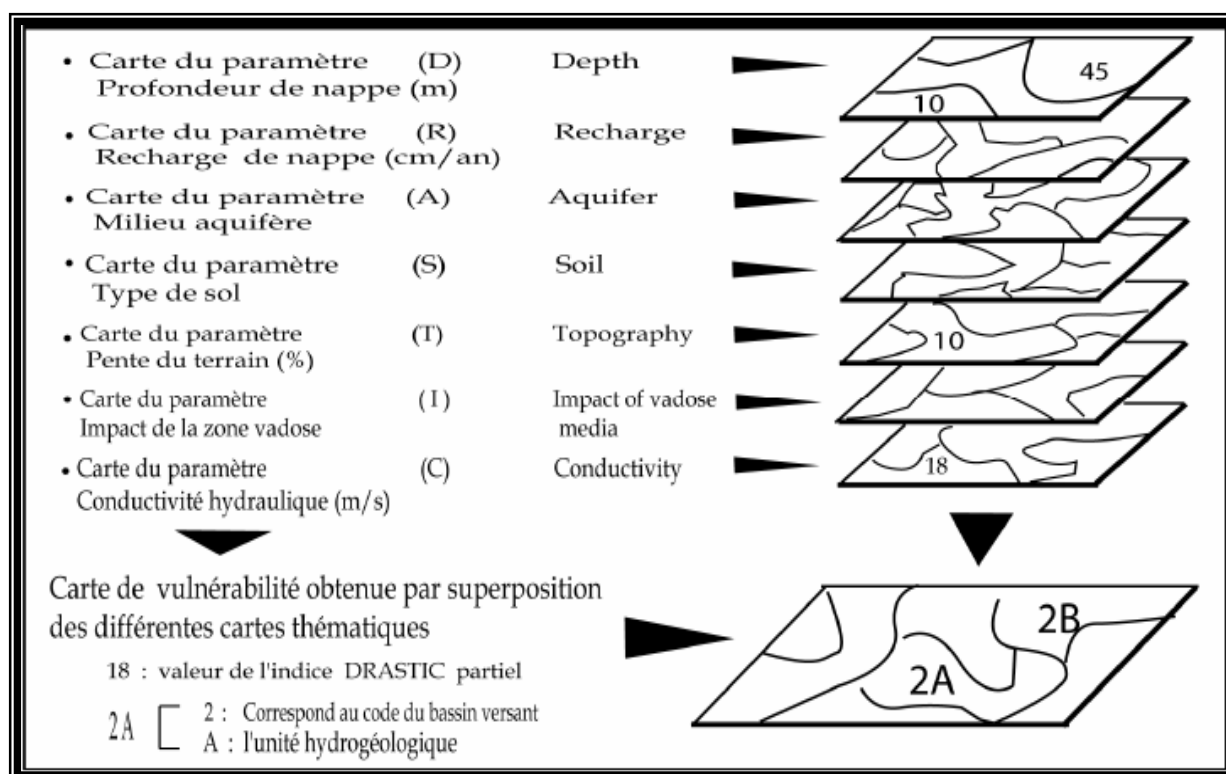 • Carte du paramètre (D) Depth
Profondeur de nappe (m)
45
10
• Carte du paramètre (R) Recharge
Recharge de nappe (cm/an)
• Carte du paramètre (A) Aquifer
Milieu aquifère
• Carte du paramètre (S) Soil
Type de sol
• Carte du paramètre (T) Topography
Pente du terrain (%)
10
• Carte du paramètre (I) Impact of vadose
Impact de la zone vadose media
• Carte du paramètre (C) Conductivity
Conductivité hydraulique (m/s)
18
Carte de vulnérabilité obtenue par superposition
des différentes cartes thématiques
18 : valeur de l'indice DRASTIC partiel
2A [ 2 : Correspond au code du bassin versant
A : l'unité hydrogéologique
2B
2A